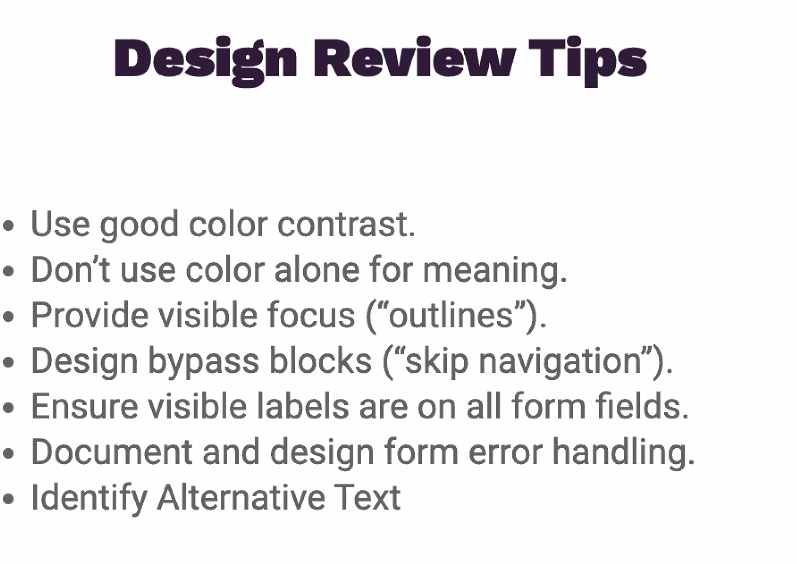 Design Review Tips
• Use good color contrast.
• Don’t use color alone for meaning.
• Provide visible focus (“outlines”).
• Design bypass blocks (“skip navigation”).
• Ensure visible labels are on all form fields.
• Document and design form error handling.
• Identify Alternative Text